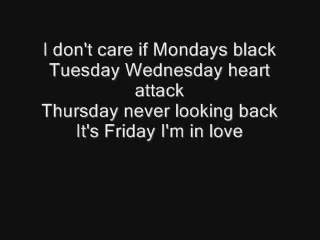 I don't care if Mondays black
Tuesday Wednesday heart
attack
Thursday never looking back
It's Friday I'm in love